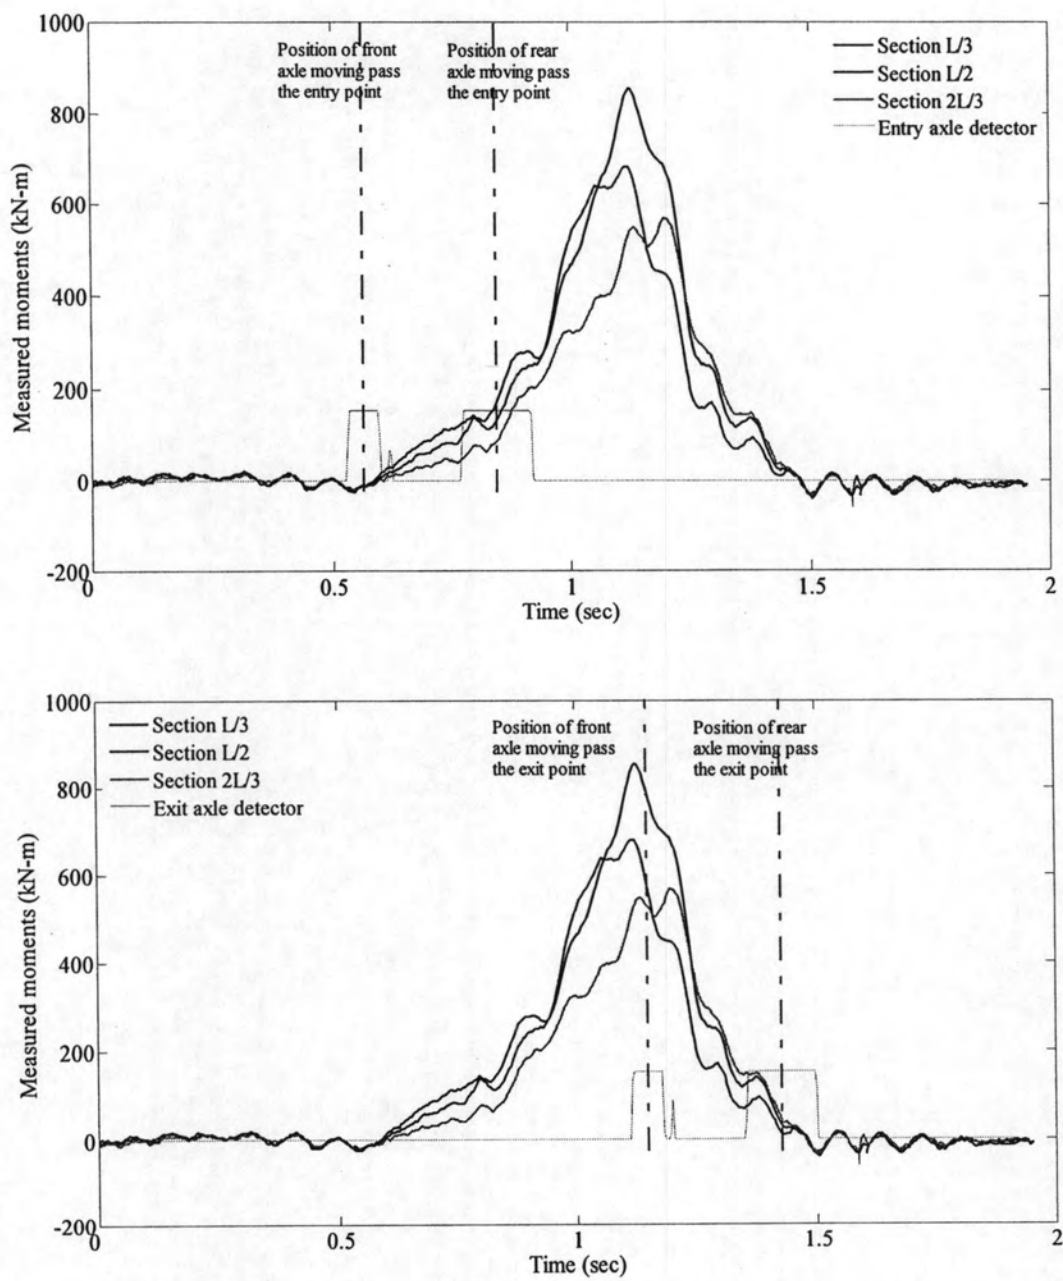 1000
800
600
400
200
0
-200
Measured moments (kN-m)
Position of front
axle moving pass
the entry point
Position of rear
axle moving pass
the entry point
Section L/3
Section L/2
Section 2L/3
Entry axle detector
0
0.5
1
1.5
2
Time (sec)
1000
800
600
400
200
0
-200
Measured moments (kN-m)
Section L/3
Section L/2
Section 2L/3
Exit axle detector
Position of front
axle moving pass
the exit point
Position of rear
axle moving pass
the exit point
0
0.5
1
1.5
2
Time (sec)